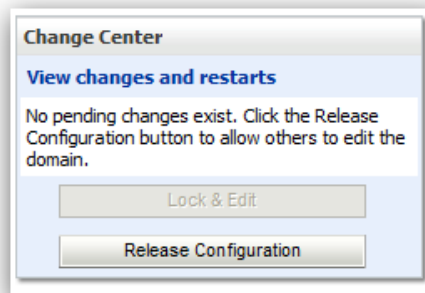 Change Center
View changes and restarts
No pending changes exist. Click the Release
Configuration button to allow others to edit the
domain.
Lock & Edit
Release Configuration